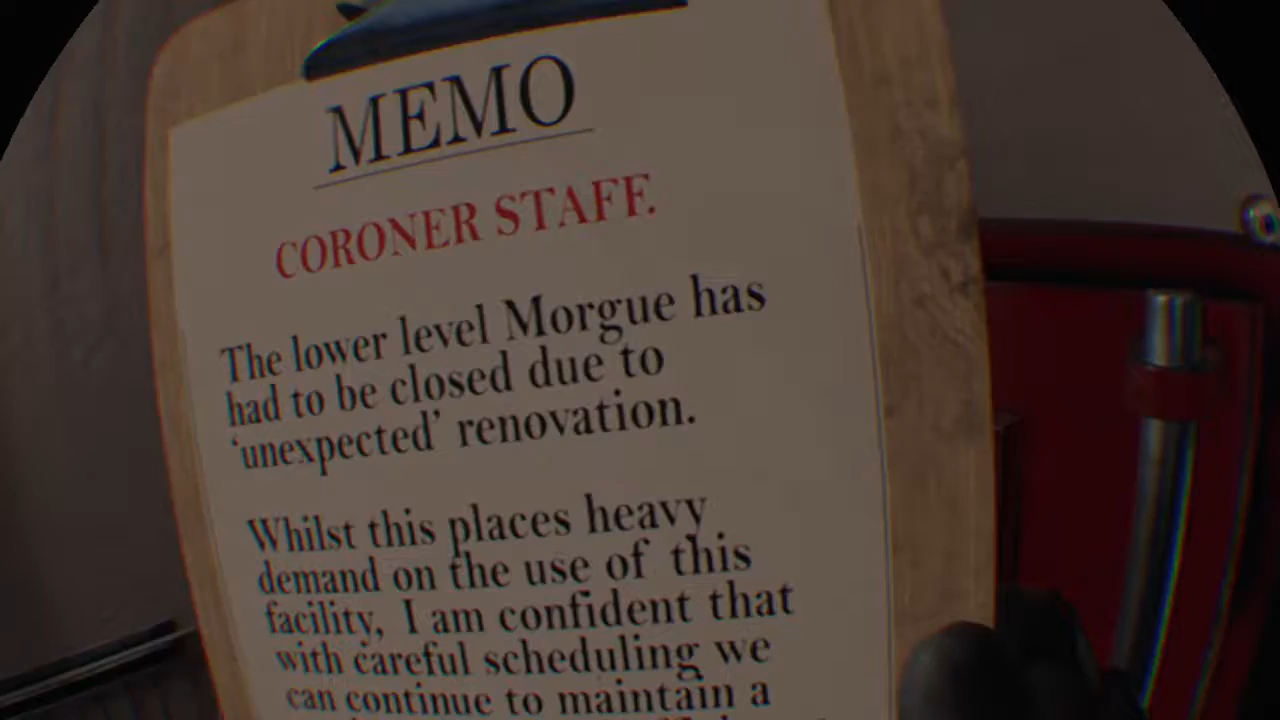 MEMO
CORONER STAFF.
The lower level Morgue has
had to be closed due to
‘unexpected’ renovation.
Whilst this places heavy
demand on the use of this
facility, I am confident that
with careful scheduling we
can continue to maintain a